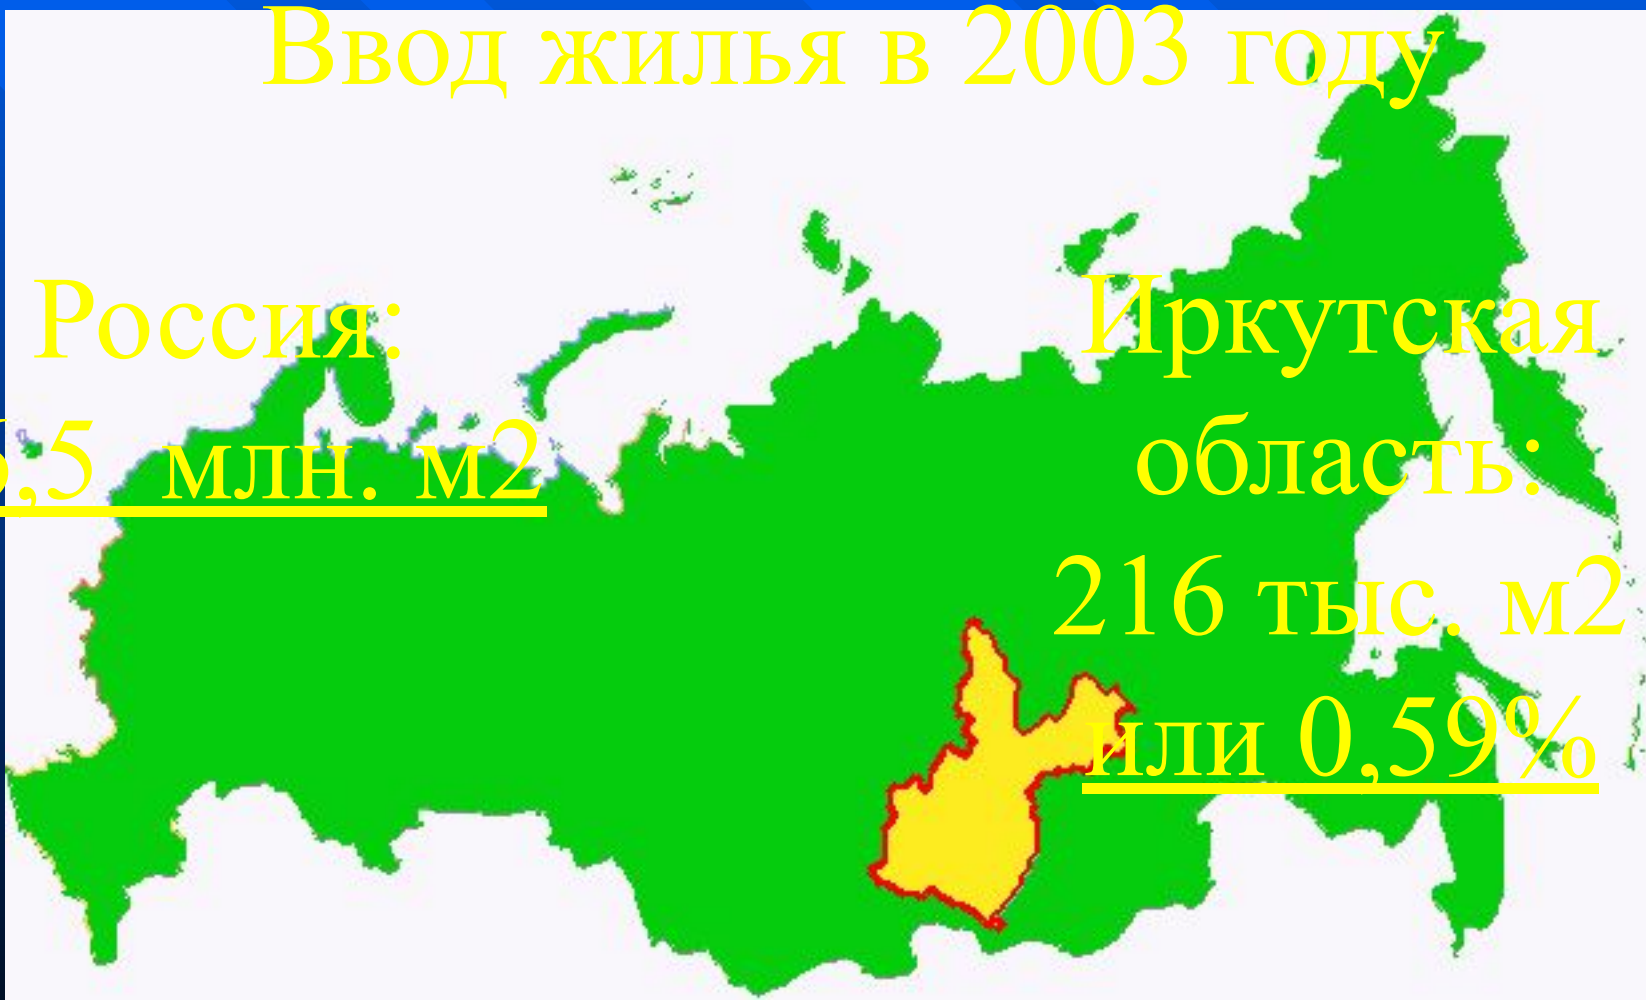 Ввод жилья в 2003 году
Россия:
,5 млн. м2
Иркутская
область:
216 тыс. м2
или 0,59%